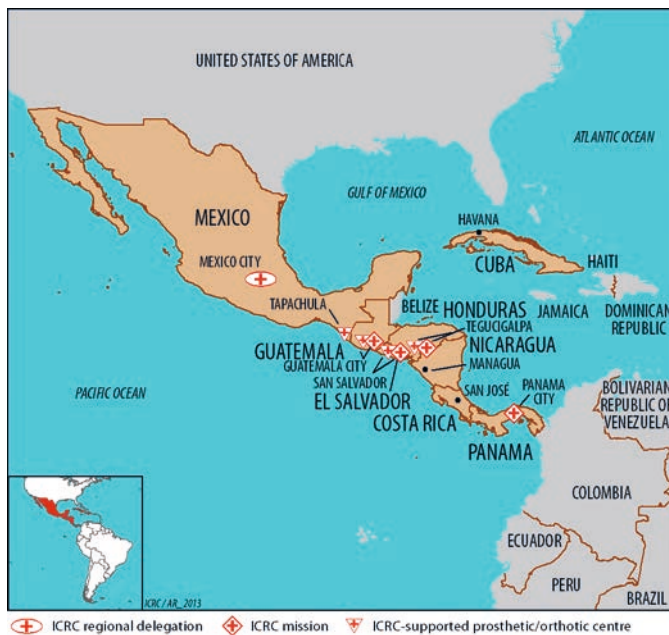 UNITED STATES OF AMERICA
ATLANTIC OCEAN
GULF OF MEXICO
MEXICO
HAVANA
CUBA
HAITI
MEXICO CITY
TAPACHULA
BELIZE
HONDURAS
JAMAICA
DOMINICAN
REPUBLIC
TEGUCIGALPA
GUATEMALA
NICARAGUA
GUATEMALA CITY
MANAGUA
SAN SALVADOR
EL SALVADOR
SAN JOSÉ
PANAMA
CITY
BOLIVARIAN
REPUBLIC OF
VENEZUELA
PACIFIC OCEAN
COSTA RICA
PANAMA
COLOMBIA
ECUADOR
PERU
BRAZIL
ICRC / AR_2013
ICRC regional delegation
ICRC mission
ICRC-supported prosthetic/orthotic centre